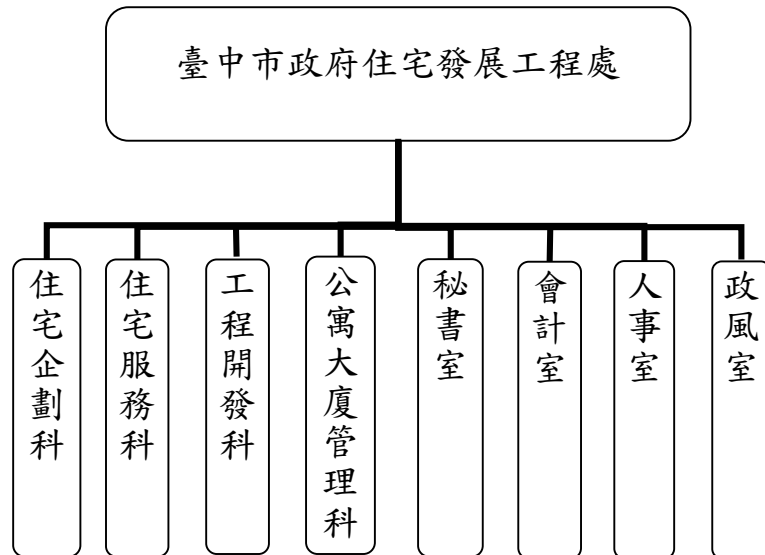 臺中市政府住宅發展工程處
住宅企劃科
住宅服務科
工程開發科
公寓大廈管理科
秘書室
會計室
人事室
政風室